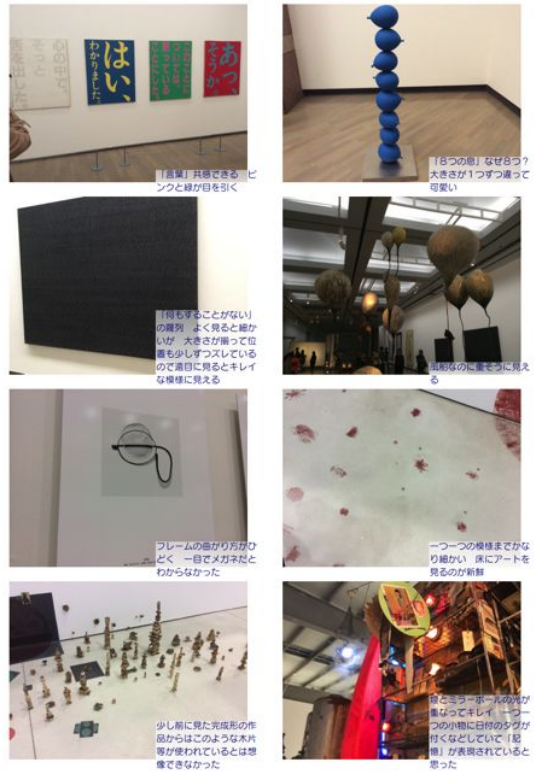 心の中で、
そっと
舌を出した。
はい、
わかりました。
あっ、
そうか。
「言葉」共感できる　ピ
ンクと緑が目を引く
「８つの息」なぜ８つ？
大きさが１つずつ違って
可愛い
「何もすることがない」
の羅列　よく見ると細か
いが　大きさが揃って位
置も少しずつズレている
ので遠目に見るとキレイ
な模様に見える
風船なのに重そうに見え
る
フレームの曲がり方がひ
どく　一目でメガネだと
わからなかった
一つ一つの模様までかな
り細かい　床にアートを
見るのが新鮮
少し前に見た完成形の作
品からはこのような木片
等が使われているとは想
像できなかった
とミラーボールの光が
重なってキレイ　一つ一
つの小物に日付のタグが
付くなどしていて「記
憶」が表現されていると
思った